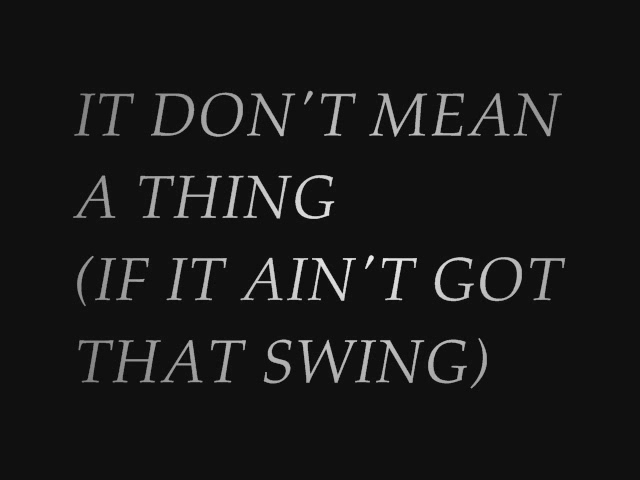 IT DON'T MEAN
A THING
(IF IT AIN'T GOT
THAT SWING)